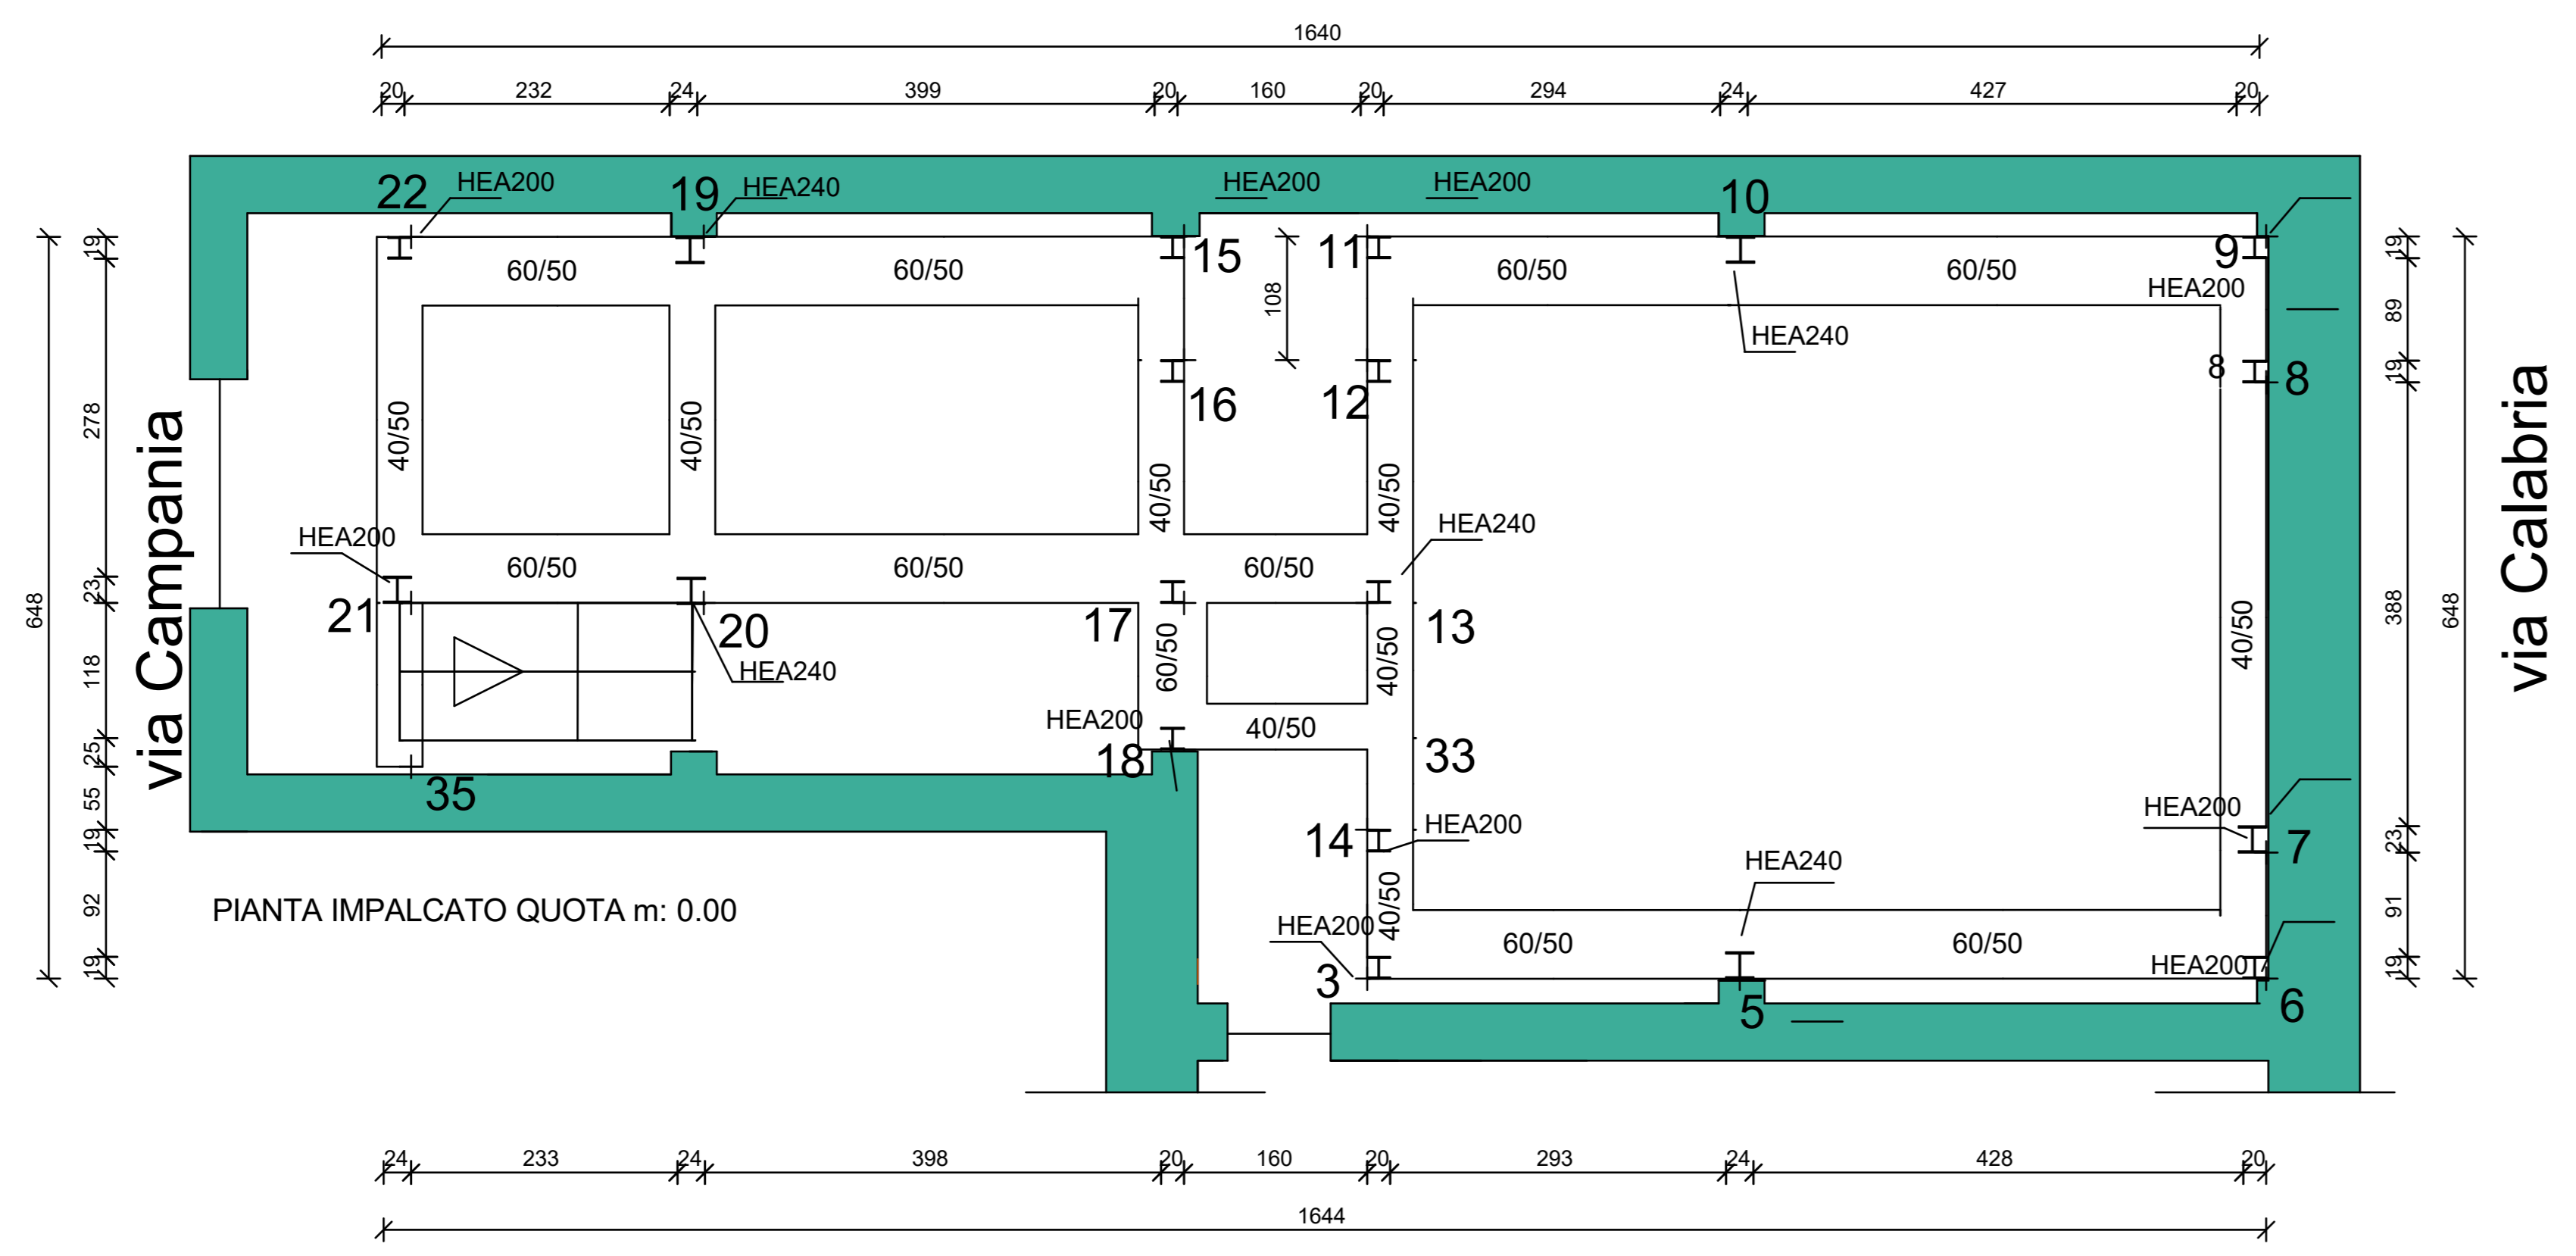 1640
20 232 24 399 20 160 20 294 24 427 20
22 HEA200 19 HEA240 HEA200 HEA200 10
60/50 60/50 15 11 60/50 60/50 9
HEA200
108
HEA240
16 12 8 8
40/50 40/50 40/50 40/50
HEA200 HEA240
60/50 60/50 60/50
21 20 17 13
HEA240 60/50 40/50 40/50
HEA200 40/50
18 33
35
HEA200 HEA200
14 7
HEA240
40/50
PIANTA IMPALCATO QUOTA m: 0.00
HEA200 60/50 60/50 HEA200
3 5 6
via Campania
via Calabria
648
19
278
23
118
25
55
19
92
19
19
89
19
388
23
91
19
648
24 233 24 398 20 160 20 293 24 428 20
1644